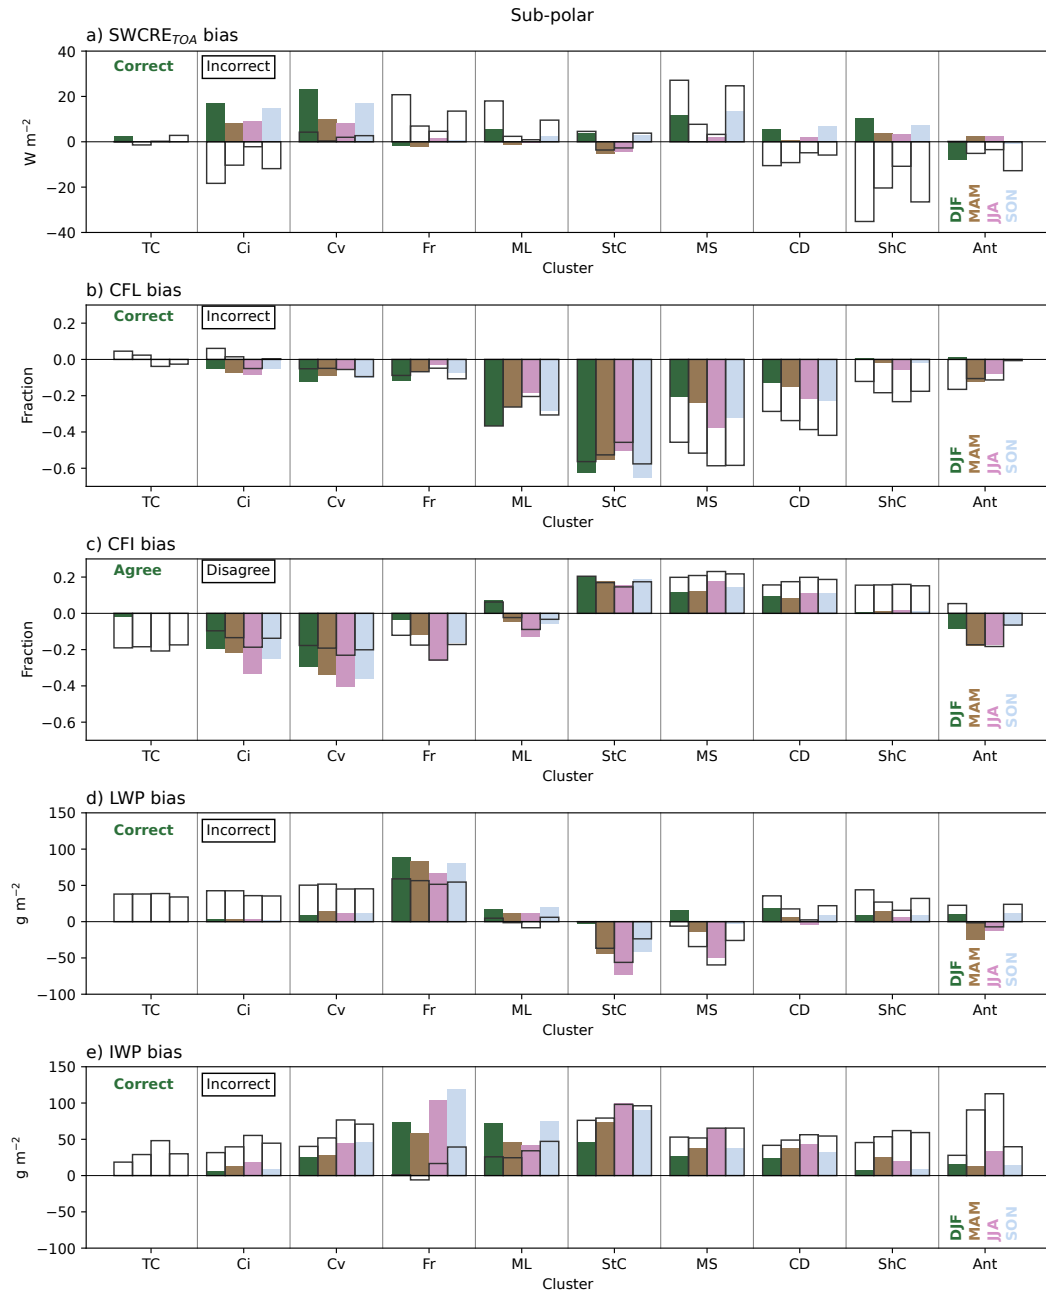 Sub-polar
a) SWCRE_TOA bias
Correct Incorrect
40
20
0
−20
−40
W m⁻²
DJF
MAM
JJA
SON
TC Ci Cv Fr ML StC MS CD ShC Ant
Cluster
b) CFL bias
Correct Incorrect
0.2
0.0
−0.2
−0.4
−0.6
Fraction
DJF
MAM
JJA
SON
TC Ci Cv Fr ML StC MS CD ShC Ant
Cluster
c) CFI bias
Agree Disagree
0.2
0.0
−0.2
−0.4
−0.6
Fraction
DJF
MAM
JJA
SON
TC Ci Cv Fr ML StC MS CD ShC Ant
Cluster
d) LWP bias
Correct Incorrect
150
100
50
0
−50
−100
g m⁻²
DJF
MAM
JJA
SON
TC Ci Cv Fr ML StC MS CD ShC Ant
Cluster
e) IWP bias
Correct Incorrect
150
100
50
0
−50
−100
g m⁻²
DJF
MAM
JJA
SON
TC Ci Cv Fr ML StC MS CD ShC Ant
Cluster